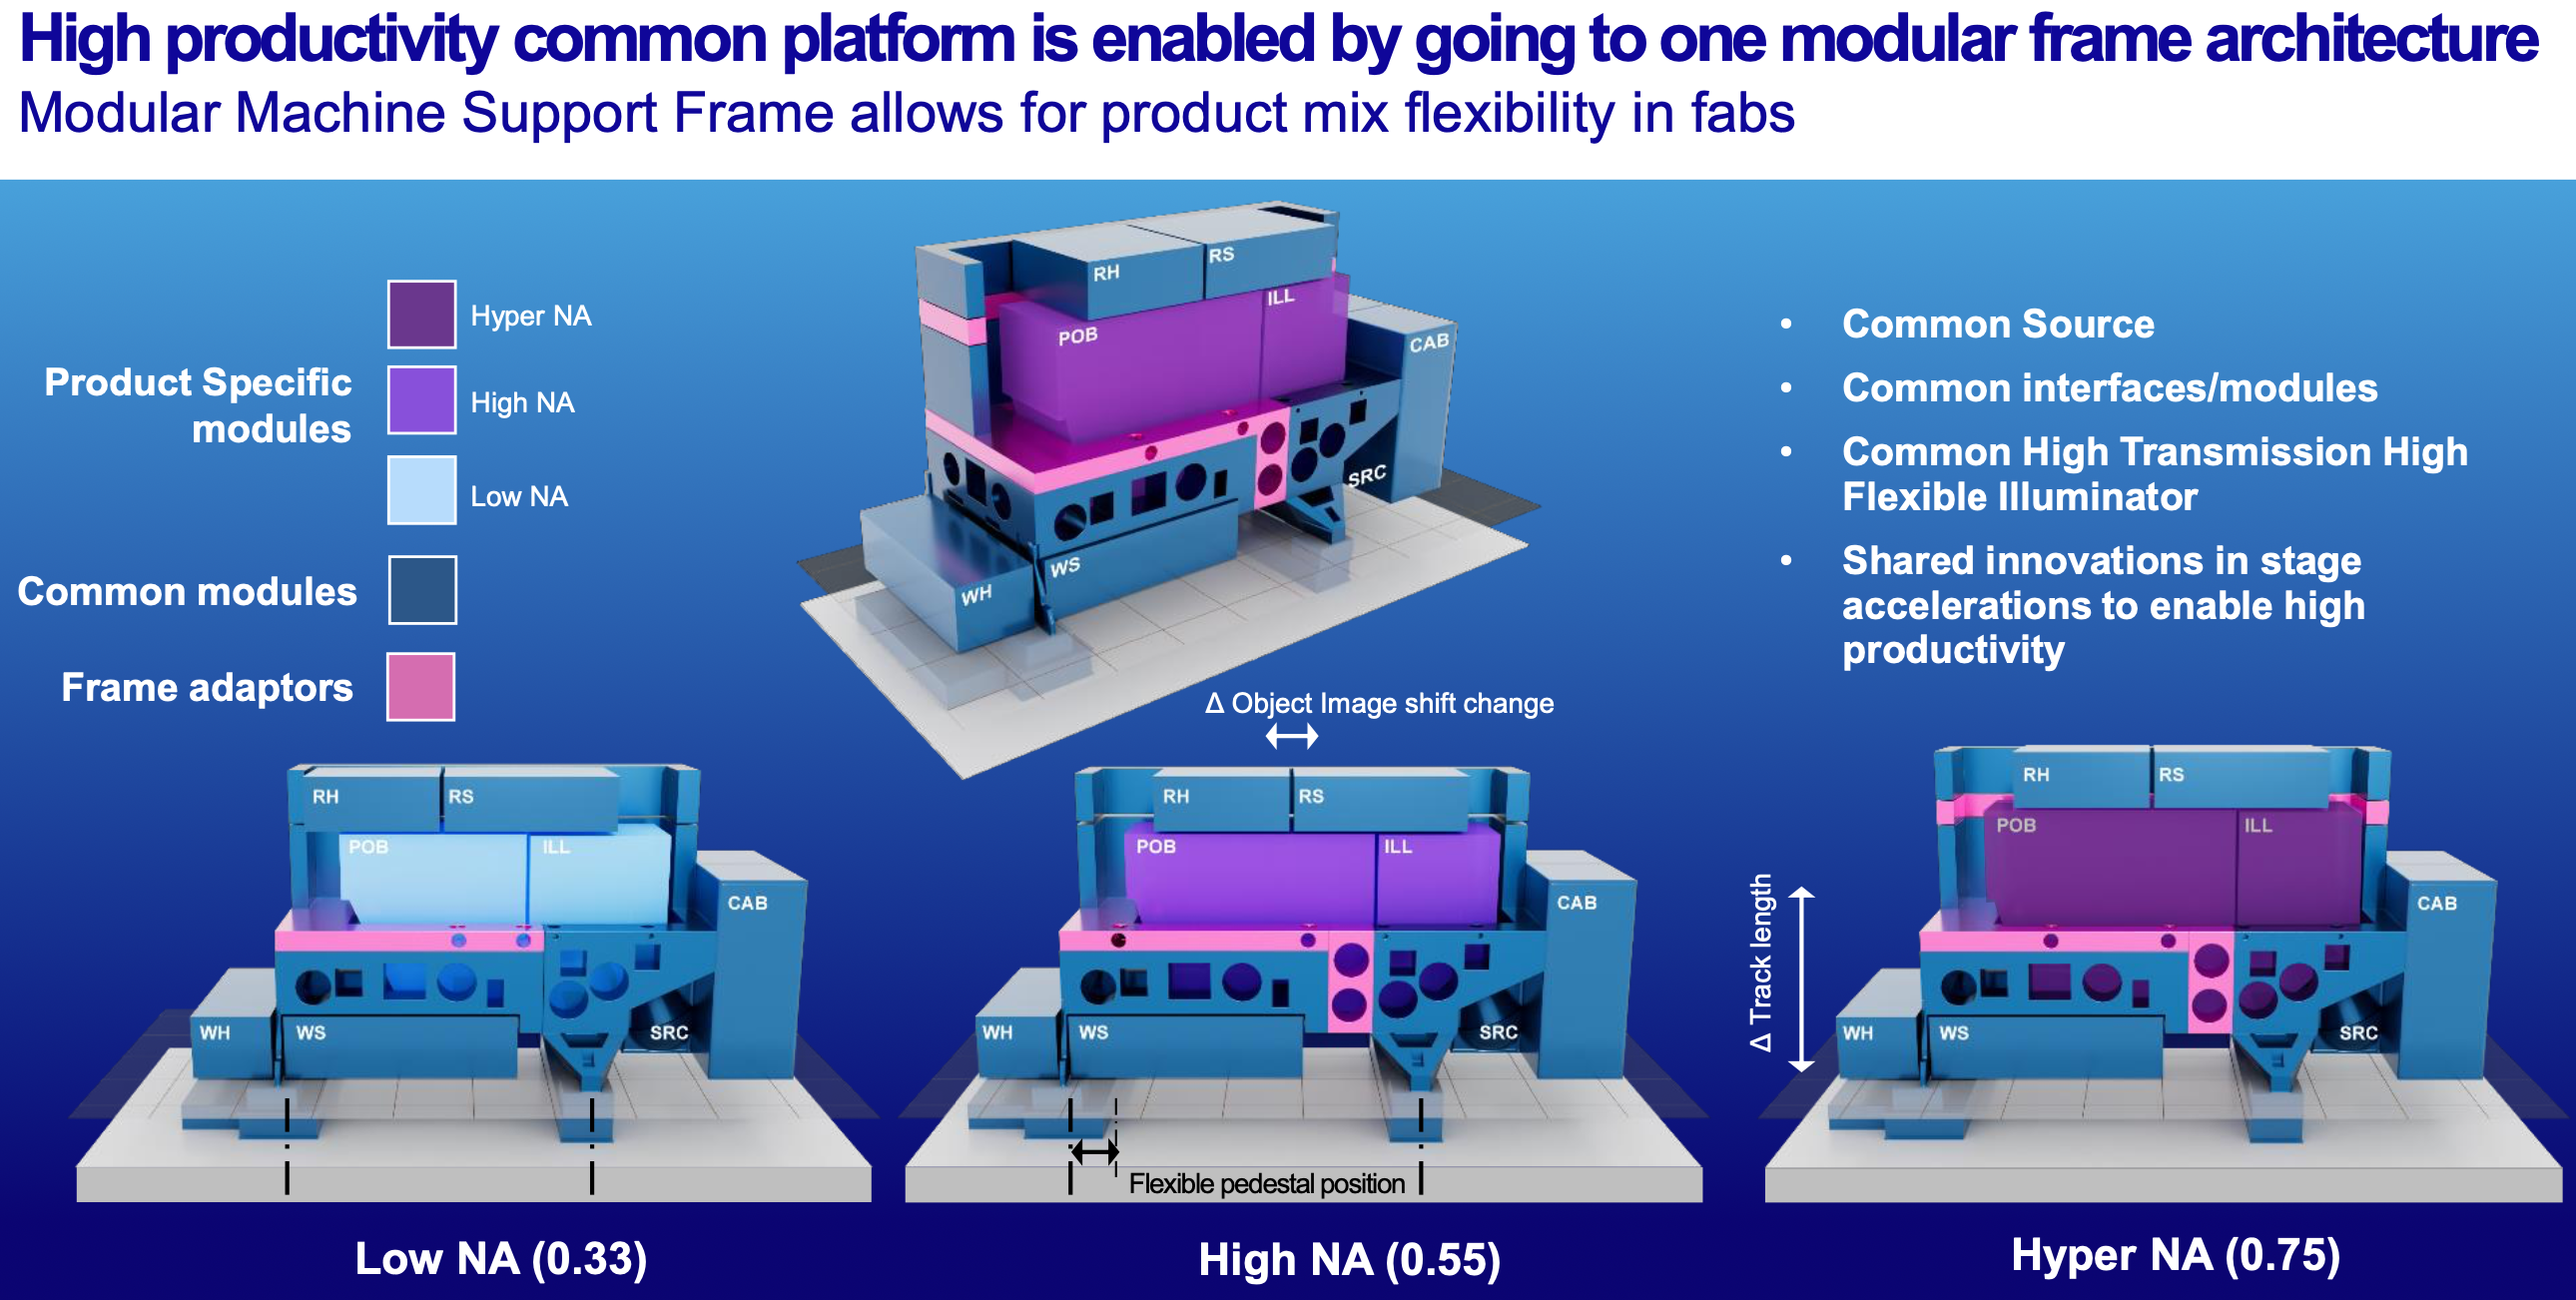 High productivity common platform is enabled by going to one modular frame architecture
Modular Machine Support Frame allows for product mix flexibility in fabs
Product Specific
modules
Hyper NA
High NA
Low NA
Common modules
Frame adaptors
RH
RS
POB
ILL
CAB
SRC
WS
WH
• Common Source
• Common interfaces/modules
• Common High Transmission High
Flexible Illuminator
• Shared innovations in stage
accelerations to enable high
productivity
RH
RS
POB
ILL
CAB
WH
WS
SRC
Low NA (0.33)
Δ Object Image shift change
RH
RS
POB
ILL
CAB
WH
WS
SRC
Flexible pedestal position
High NA (0.55)
Δ Track length
RH
RS
POB
ILL
CAB
WH
WS
SRC
Hyper NA (0.75)